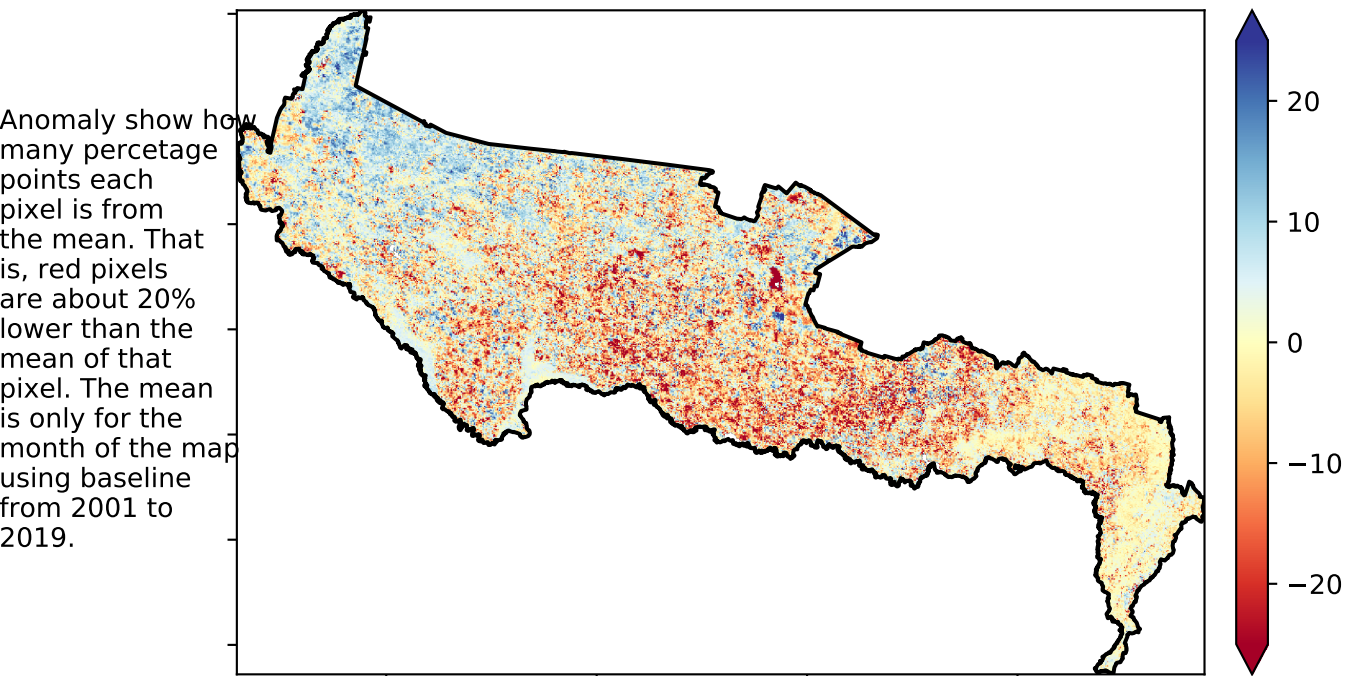 Anomaly show how
many percetage
points each
pixel is from
the mean. That
is, red pixels
are about 20%
lower than the
mean of that
pixel. The mean
is only for the
month of the map
using baseline
from 2001 to
2019.
20
10
0
−10
−20